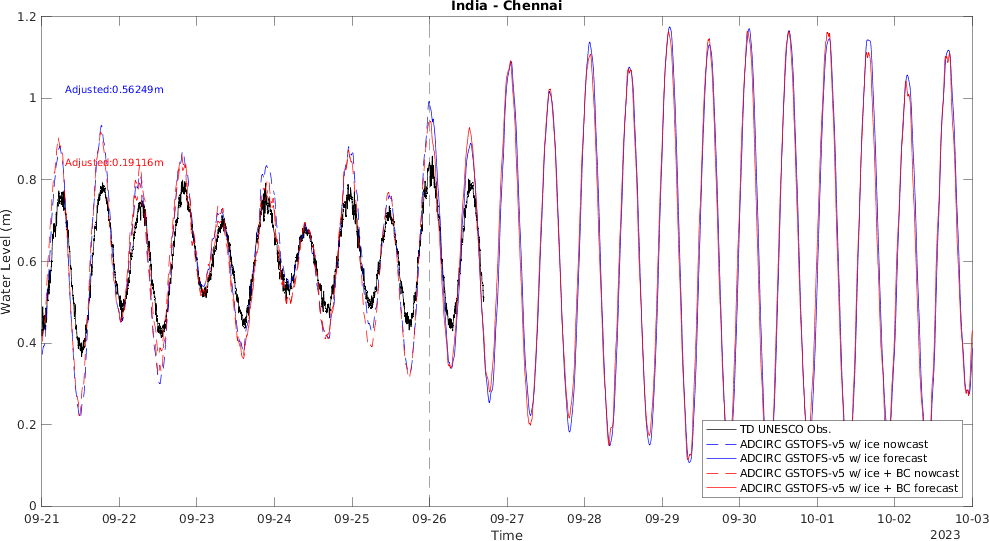 India - Chennai
1.2
1
0.8
0.6
0.4
0.2
0
Water Level (m)
Adjusted:0.56249m
Adjusted:0.19116m
TD UNESCO Obs.
ADCIRC GSTOFS-v5 w/ ice nowcast
ADCIRC GSTOFS-v5 w/ ice forecast
ADCIRC GSTOFS-v5 w/ ice + BC nowcast
ADCIRC GSTOFS-v5 w/ ice + BC forecast
09-21 09-22 09-23 09-24 09-25 09-26 09-27 09-28 09-29 09-30 10-01 10-02 10-03
Time
2023